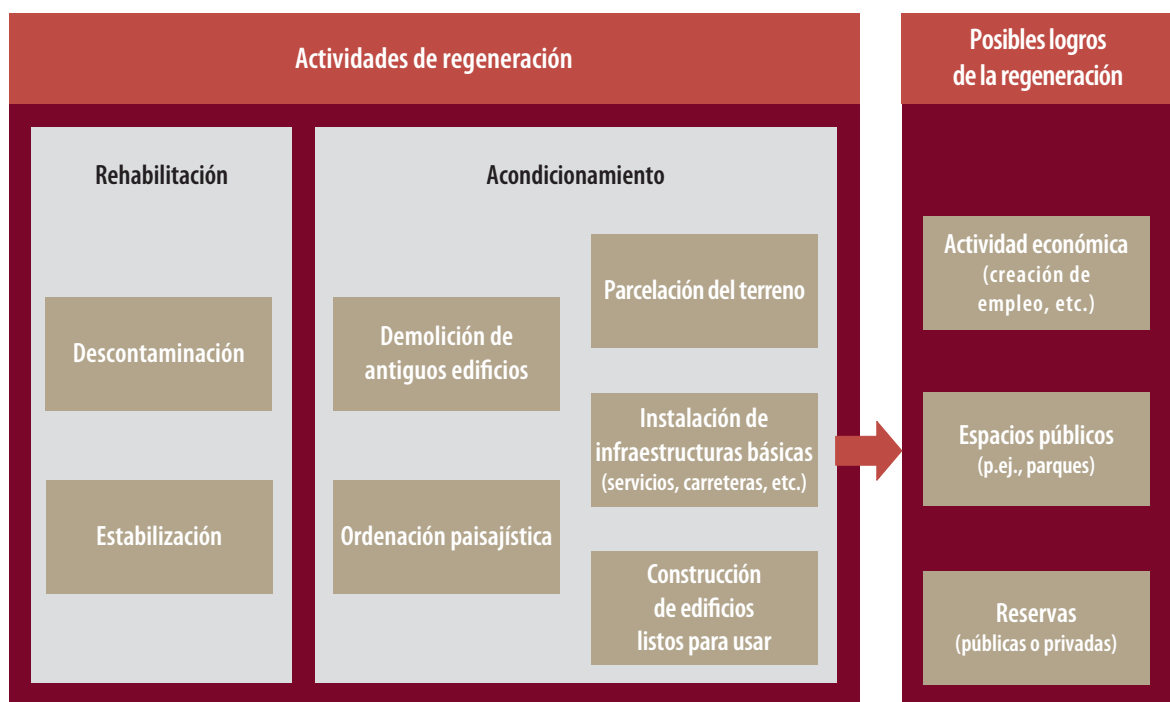 Actividades de regeneración
Rehabilitación
Descontaminación
Estabilización
Acondicionamiento
Demolición de
antiguos edificios
Ordenación paisajística
Parcelación del terreno
Instalación de
infraestructuras básicas
(servicios, carreteras, etc.)
Construcción
de edificios
listos para usar
Posibles logros
de la regeneración
Actividad económica
(creación de
empleo, etc.)
Espacios públicos
(p.ej., parques)
Reservas
(públicas o privadas)